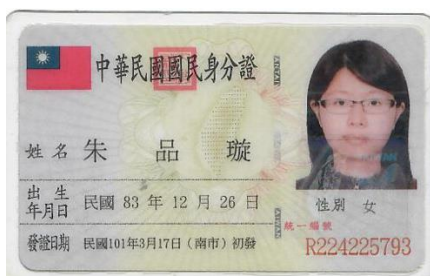 中華民國國民身分證
姓名 朱 品 璇
出生年月日 民國 83 年 12 月 26 日
性別 女
統一編號
發證日期 民國101年3月17日（南市）初發
R224225793